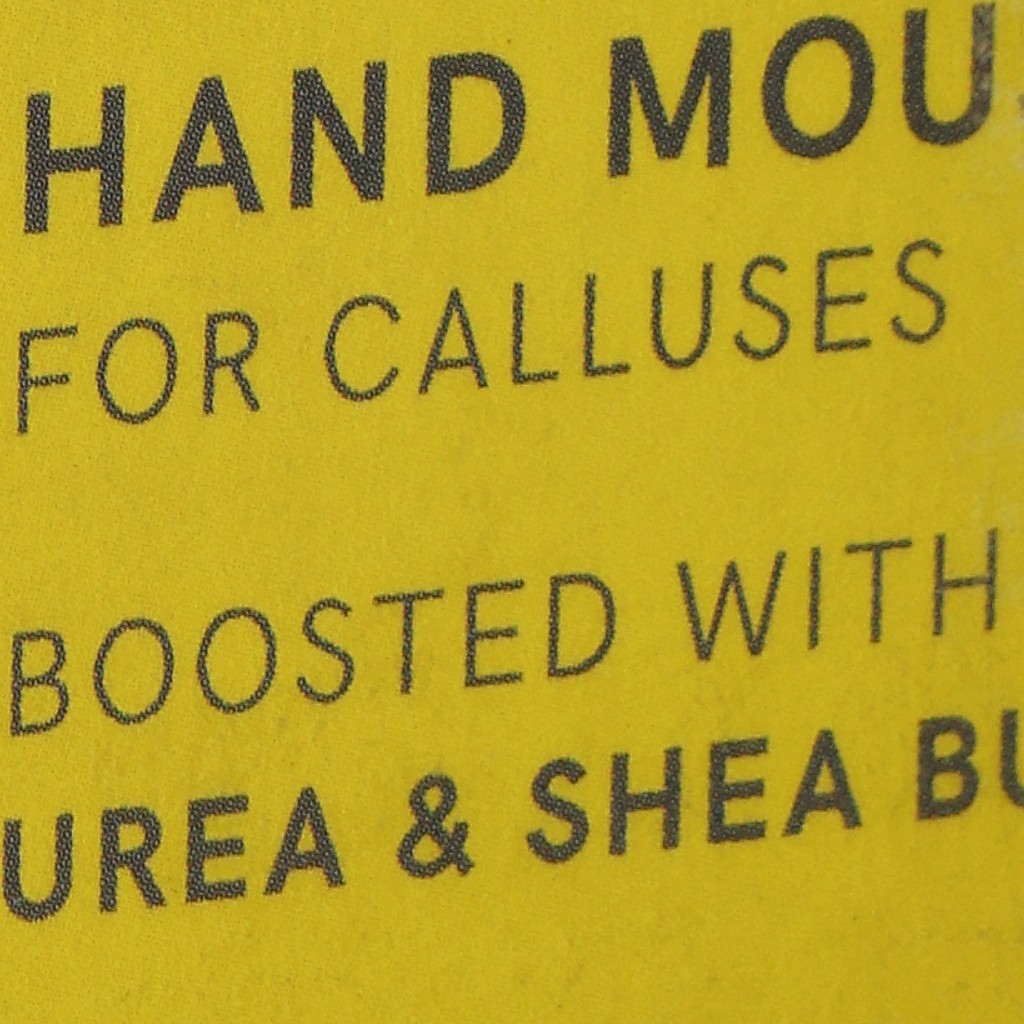 HAND MOU
FOR CALLUSES
BOOSTED WITH
UREA & SHEA BU